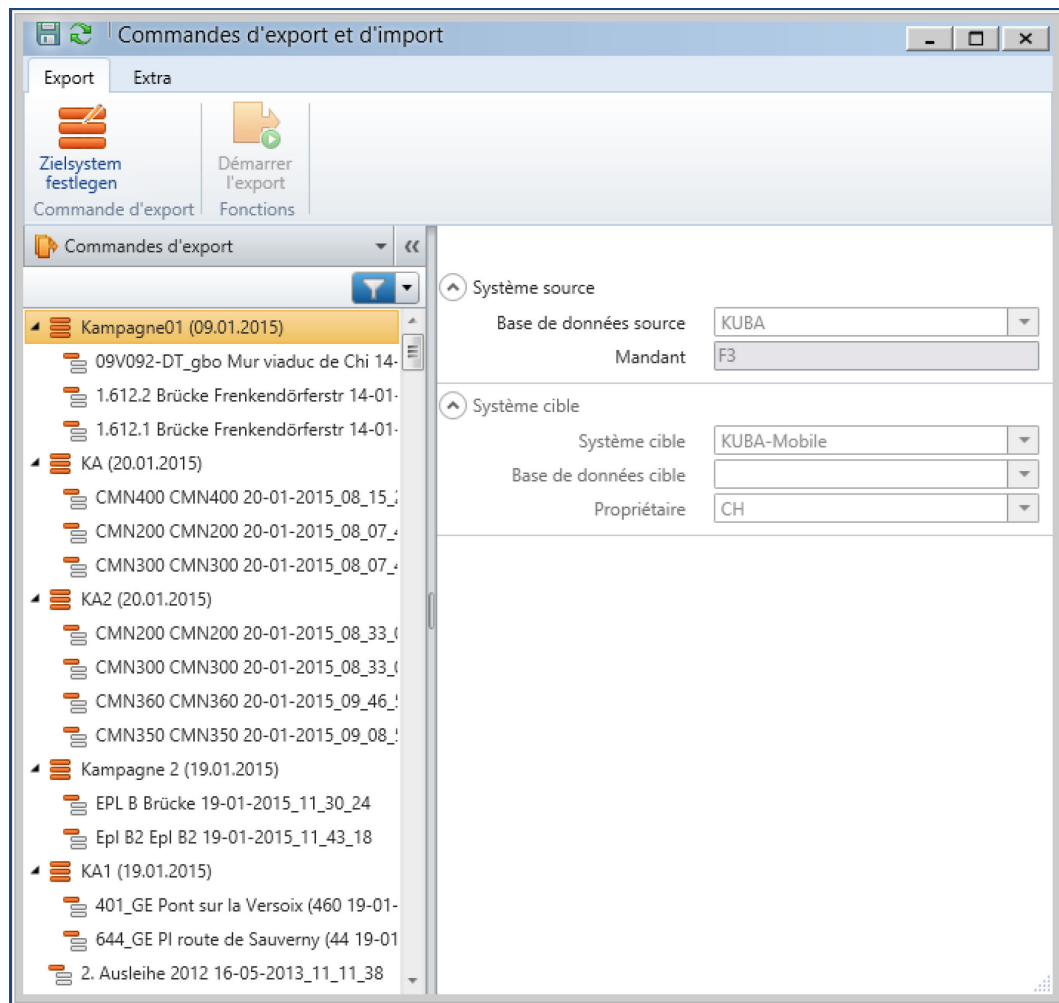 Commandes d'export et d'import
Export Extra
Zielsystem festlegen
Démarrer l'export
Commande d'export Fonctions
Commandes d'export
Kampagne01 (09.01.2015)
09V092-DT_gbo Mur viaduc de Chi 14-
1.612.2 Brücke Frenkendörferstr 14-01-
1.612.1 Brücke Frenkendörferstr 14-01-
KA (20.01.2015)
CMN400 CMN400 20-01-2015_08_15_
CMN200 CMN200 20-01-2015_08_07_
CMN300 CMN300 20-01-2015_08_07_
KA2 (20.01.2015)
CMN200 CMN200 20-01-2015_08_33_
CMN300 CMN300 20-01-2015_08_33_
CMN360 CMN360 20-01-2015_09_46_
CMN350 CMN350 20-01-2015_09_08_
Kampagne 2 (19.01.2015)
EPL B Brücke 19-01-2015_11_30_24
Epl B2 Epl B2 19-01-2015_11_43_18
KA1 (19.01.2015)
401_GE Pont sur la Versoix (460 19-01-
644_GE PI route de Sauverny (44 19-01
2. Ausleihe 2012 16-05-2013_11_11_38
Système source
Base de données source KUBA
Mandant F3
Système cible
Système cible KUBA-Mobile
Base de données cible
Propriétaire CH